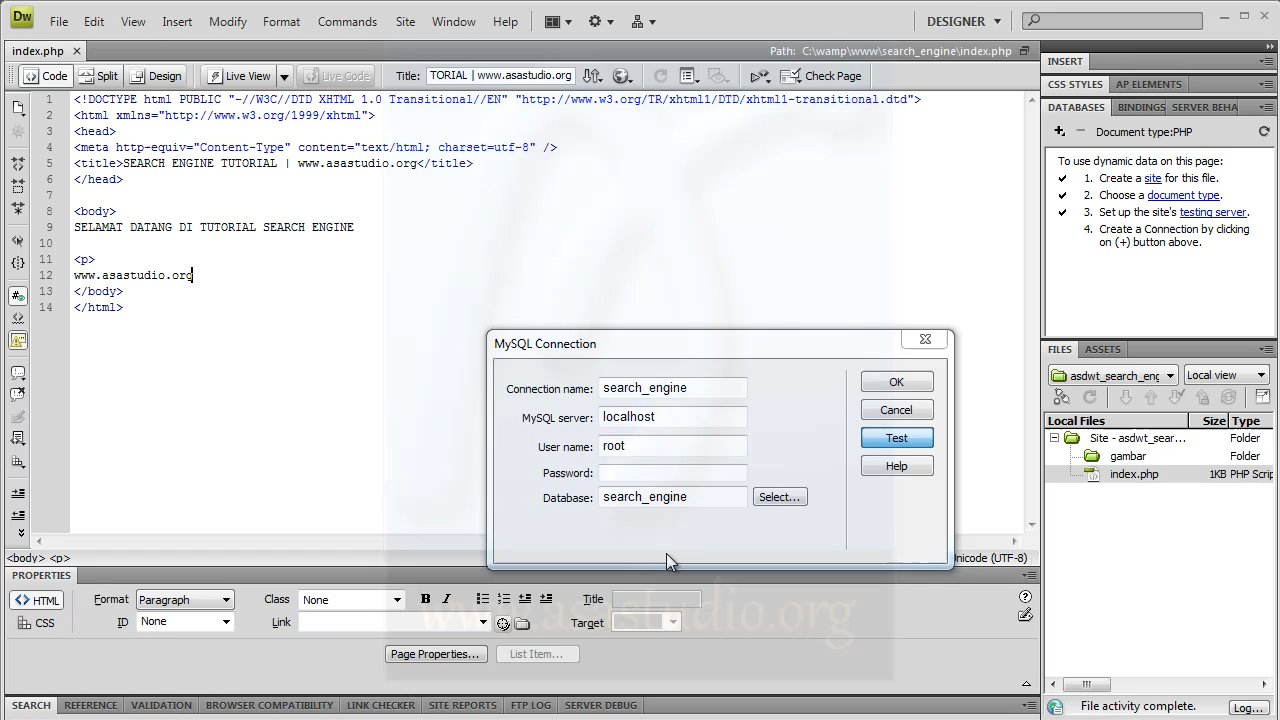 Dw File Edit View Insert Modify Format Commands Site Window Help DESIGNER
index.php Path: C:\wamp\www\search_engine\index.php
Code Split Design Live View Live Code Title: TORIAL | www.asastudio.org Check Page
1 <!DOCTYPE html PUBLIC "-//W3C//DTD XHTML 1.0 Transitional//EN" "http://www.w3.org/TR/xhtml1/DTD/xhtml1-transitional.dtd">
2 <html xmlns="http://www.w3.org/1999/xhtml">
3 <head>
4 <meta http-equiv="Content-Type" content="text/html; charset=utf-8" />
5 <title>SEARCH ENGINE TUTORIAL | www.asastudio.org</title>
6 </head>
7
8 <body>
9 SELAMAT DATANG DI TUTORIAL SEARCH ENGINE
10
11 <p>
12 www.asastudio.org
13 </body>
14 </html>
MySQL Connection
Connection name: search_engine
MySQL server: localhost
User name: root
Password:
Database: search_engine Select...
OK
Cancel
Test
Help
<body> <p> Unicode (UTF-8)
PROPERTIES
HTML Format Paragraph Class None B I Title
CSS ID None Link Target
www.asastudio.org
Page Properties... List Item...
SEARCH REFERENCE VALIDATION BROWSER COMPATIBILITY LINK CHECKER SITE REPORTS FTP LOG SERVER DEBUG
INSERT
CSS STYLES AP ELEMENTS
DATABASES BINDINGS SERVER BEHA
Document type:PHP
To use dynamic data on this page:
1. Create a site for this file.
2. Choose a document type.
3. Set up the site's testing server.
4. Create a Connection by clicking
on (+) button above.
FILES ASSETS
asdwt_search_eng Local view
Local Files Size Type
Site - asdwt_sear... Folder
gambar Folder
index.php 1KB PHP Scrip
File activity complete. Log...